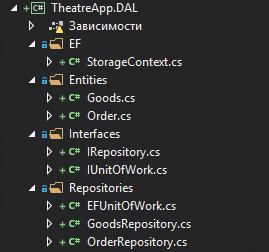 TheatreApp.DAL
Зависимости
EF
StorageContext.cs
Entities
Goods.cs
Order.cs
Interfaces
IRepository.cs
IUnitOfWork.cs
Repositories
EFUnitOfWork.cs
GoodsRepository.cs
OrderRepository.cs